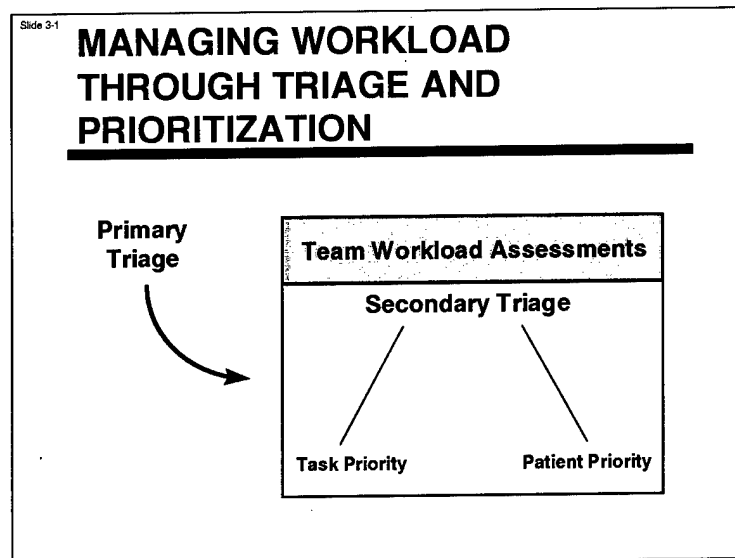 Slide 3-1
MANAGING WORKLOAD
THROUGH TRIAGE AND
PRIORITIZATION
Primary
Triage
Team Workload Assessments
Secondary Triage
Task Priority
Patient Priority